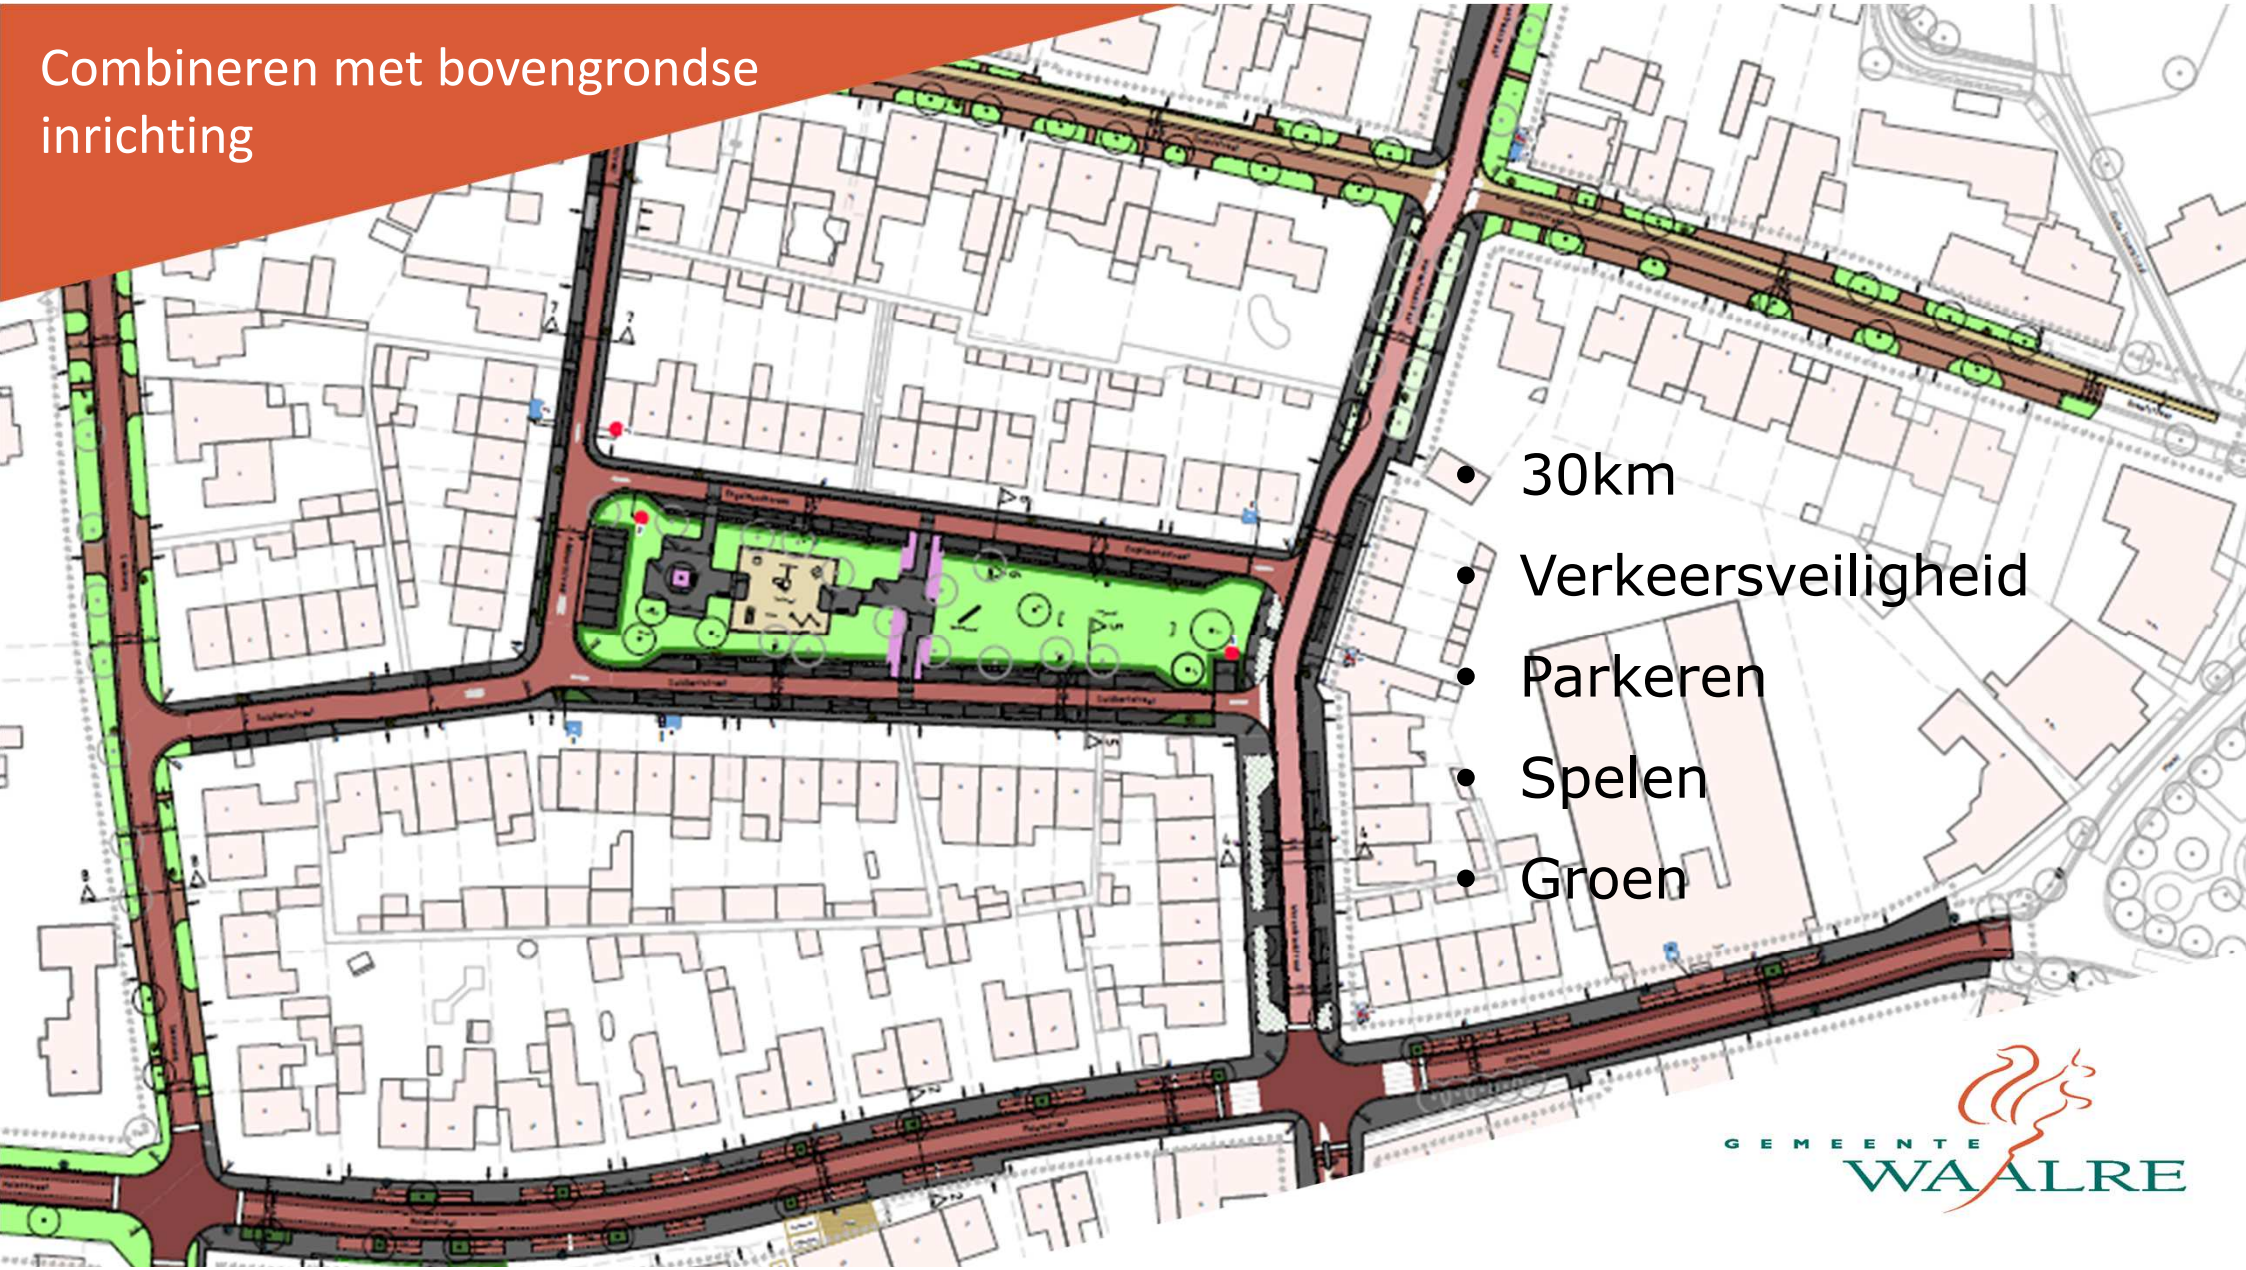 Combineren met bovengrondse
inrichting
• 30km
• Verkeersveiligheid
• Parkeren
• Spelen
• Groen
GEMEENTE
WAALRE